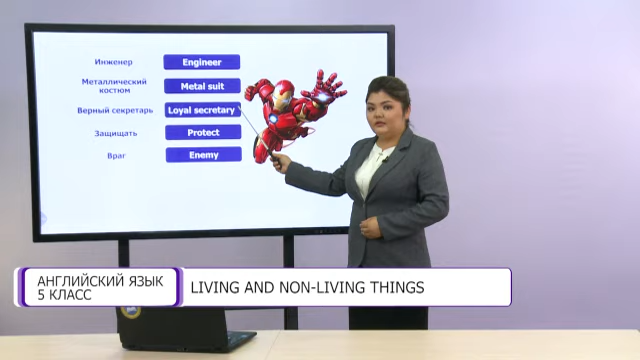 Инженер Engineer
Металлический
костюм Metal suit
Верный секретарь Loyal secretary
Защищать Protect
Враг Enemy
АНГЛИЙСКИЙ ЯЗЫК
5 КЛАСС
LIVING AND NON-LIVING THINGS